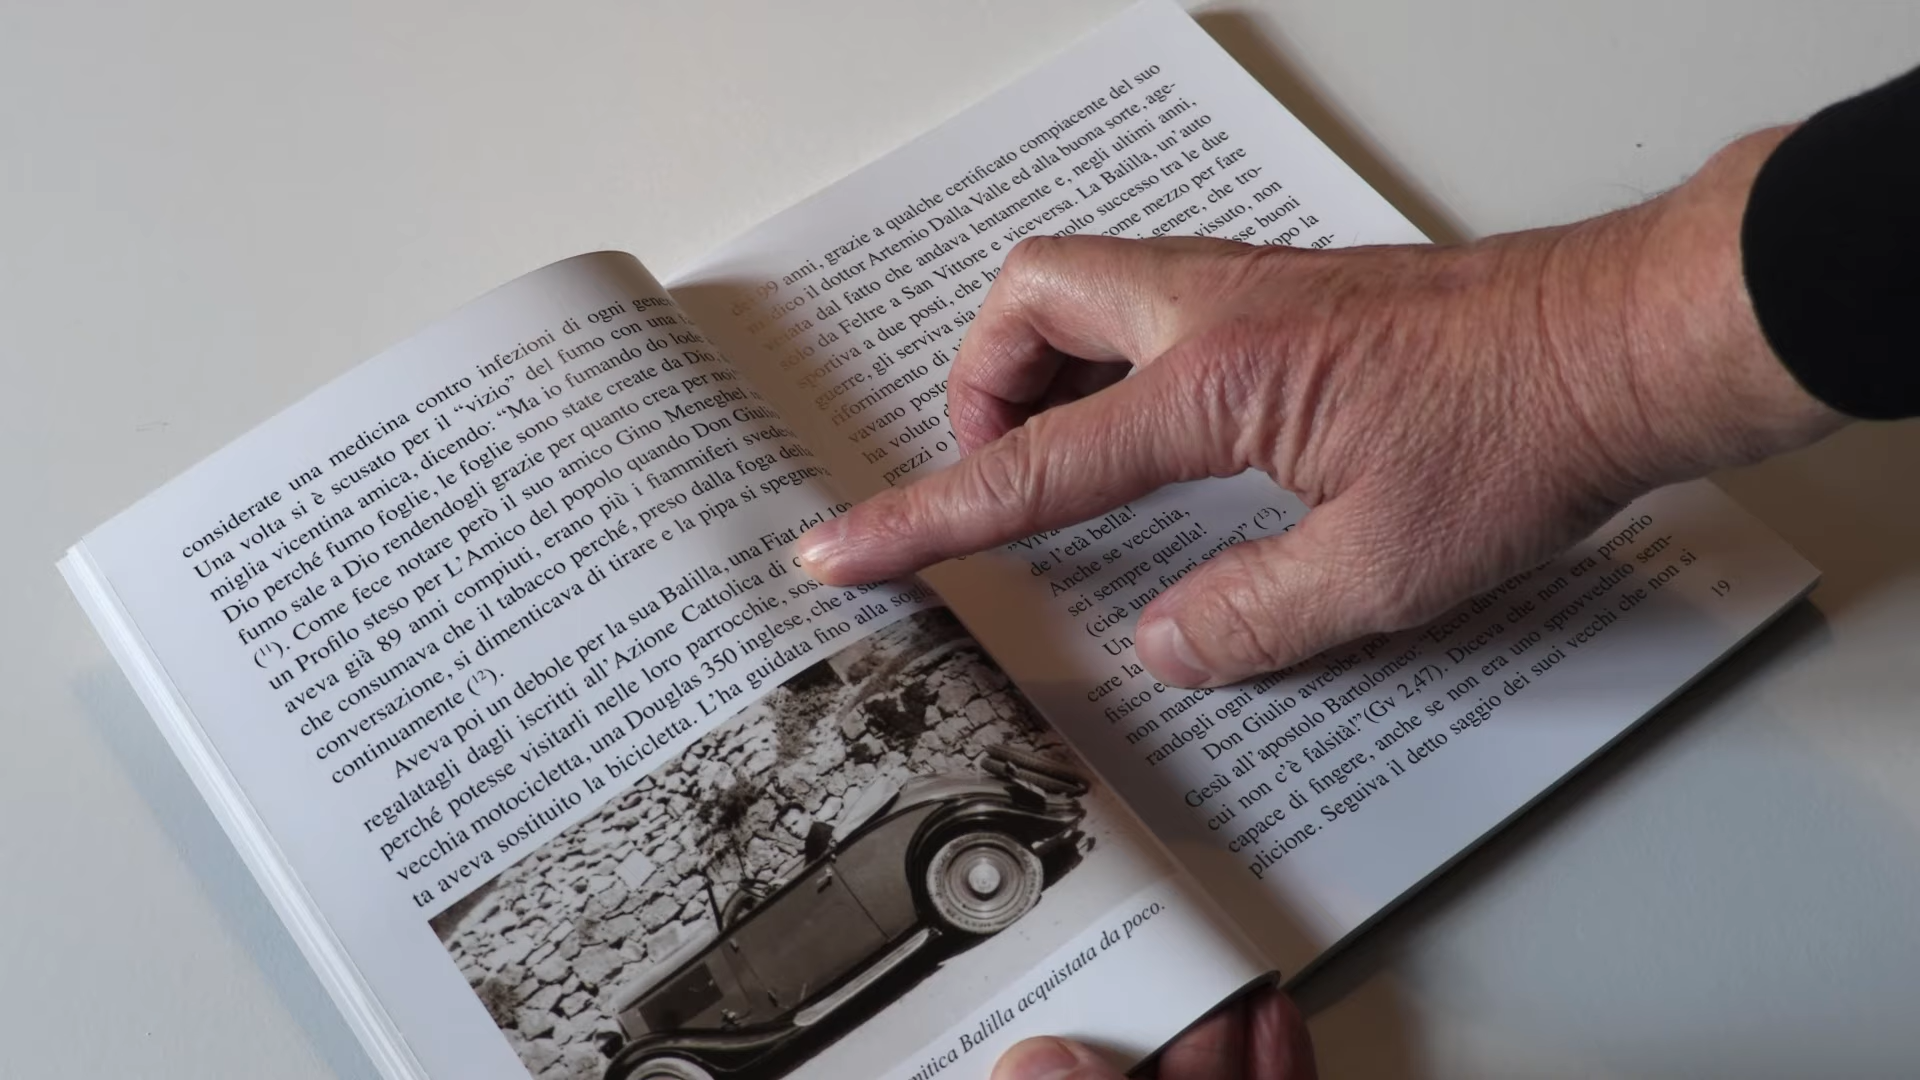 considerate una medicina contro infezioni di ogni
Una volta si è scusato per il “vizio” del fumo con una
miglia vicentina amica, dicendo: “Ma io fumando do lode
Dio perché fumo foglie, le foglie sono state create da Dio,
fumo sale a Dio rendendogli grazie per quanto crea per noi
(¹¹). Come fece notare però il suo amico Gino Meneghel
un Profilo steso per L’Amico del popolo quando Don Giulio
aveva già 89 anni compiuti, erano più i fiammiferi
che consumava che il tabacco perché, preso dalla foga della
conversazione, si dimenticava di tirare e la pipa si spegneva
continuamente (¹²).
Aveva poi un debole per la sua Balilla, una Fiat del
regalatagli dagli iscritti all’Azione Cattolica di
perché potesse visitarli nelle loro parrocchie,
vecchia motocicletta, una Douglas 350 inglese, che a
ta aveva sostituito la bicicletta. L’ha guidata fino alla
Balilla acquistata da poco.
99 anni, grazie a qualche certificato compiacente del suo
il dottor Artemio Dalla Valle ed alla buona sorte, age-
dal fatto che andava lentamente e, negli ultimi anni,
solo da Feltre a San Vittore e viceversa. La Balilla, un’auto
sportiva a due posti, che ha molto successo tra le due
guerre, gli serviva sia come mezzo per fare
rifornimento di genere, che tro-
vavano posto vissuto, non
ha voluto buoni
prezzi o dopo la
an-
“Viva
de l’età bella!
Anche se vecchia,
sei sempre quella!
(cioè una fuori serie)” (¹³).
Un
care la
fisico e
non manca
randogli ogni
Don Giulio avrebbe
Gesù all’apostolo Bartolomeo: “Ecco davvero
cui non c’è falsità!”(Gv 2,47). Diceva che non era proprio
capace di fingere, anche se non era uno sprovveduto sem-
plicione. Seguiva il detto saggio dei suoi vecchi che non si
19